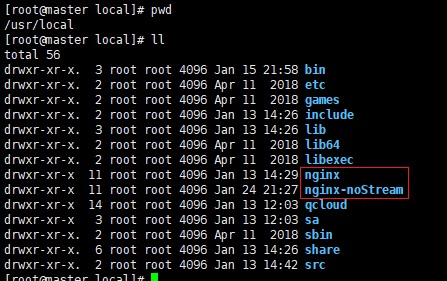 [root@master local]# pwd
/usr/local
[root@master local]# ll
total 56
drwxr-xr-x.  3 root root 4096 Jan 15 21:58 bin
drwxr-xr-x.  2 root root 4096 Apr 11  2018 etc
drwxr-xr-x.  2 root root 4096 Apr 11  2018 games
drwxr-xr-x.  2 root root 4096 Jan 13 14:26 include
drwxr-xr-x.  3 root root 4096 Jan 13 14:26 lib
drwxr-xr-x.  2 root root 4096 Apr 11  2018 lib64
drwxr-xr-x.  2 root root 4096 Apr 11  2018 libexec
drwxr-xr-x  11 root root 4096 Jan 13 14:29 nginx
drwxr-xr-x  11 root root 4096 Jan 24 21:27 nginx-noStream
drwxr-xr-x  14 root root 4096 Jan 13 12:03 qcloud
drwxr-xr-x   3 root root 4096 Jan 13 12:03 sa
drwxr-xr-x.  2 root root 4096 Apr 11  2018 sbin
drwxr-xr-x.  6 root root 4096 Jan 13 14:26 share
drwxr-xr-x.  2 root root 4096 Jan 13 14:42 src
[root@master local]#